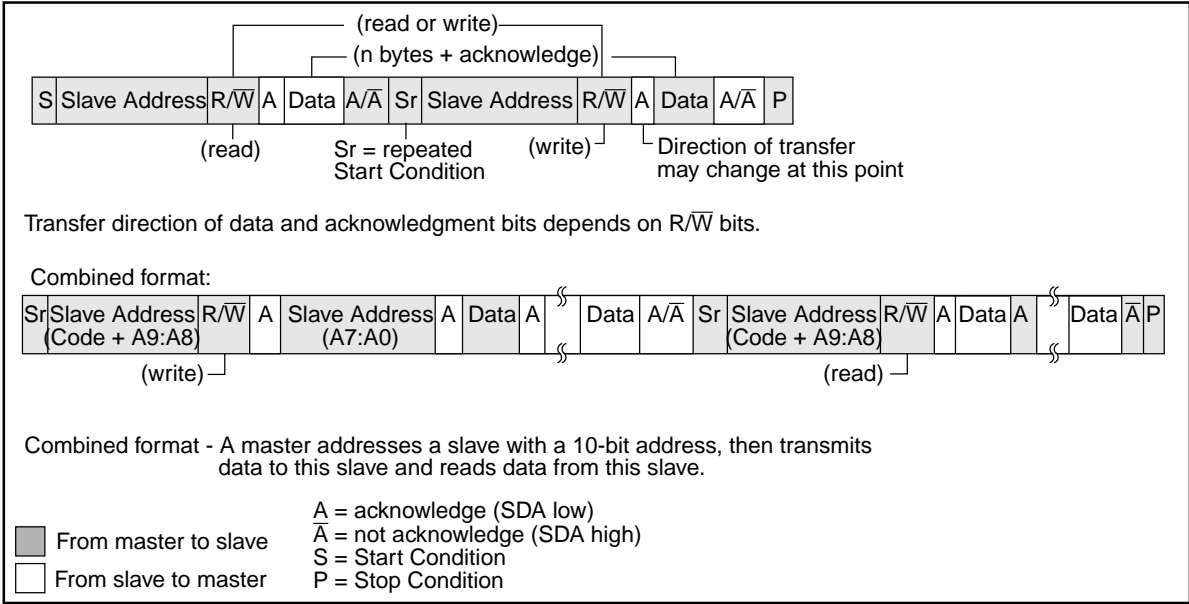 (read or write)
(n bytes + acknowledge)
S Slave Address R/W̅ A Data A/A̅ Sr Slave Address R/W̅ A Data A/A̅ P
(read) Sr = repeated (write) Direction of transfer
Start Condition may change at this point
Transfer direction of data and acknowledgment bits depends on R/W̅ bits.
Combined format:
Sr Slave Address R/W̅ A Slave Address A Data A Data A/A̅ Sr Slave Address R/W̅ A Data A Data A̅ P
(Code + A9:A8) (A7:A0) (Code + A9:A8)
(write) (read)
Combined format - A master addresses a slave with a 10-bit address, then transmits
data to this slave and reads data from this slave.
A = acknowledge (SDA low)
A̅ = not acknowledge (SDA high)
From master to slave
S = Start Condition
From slave to master
P = Stop Condition